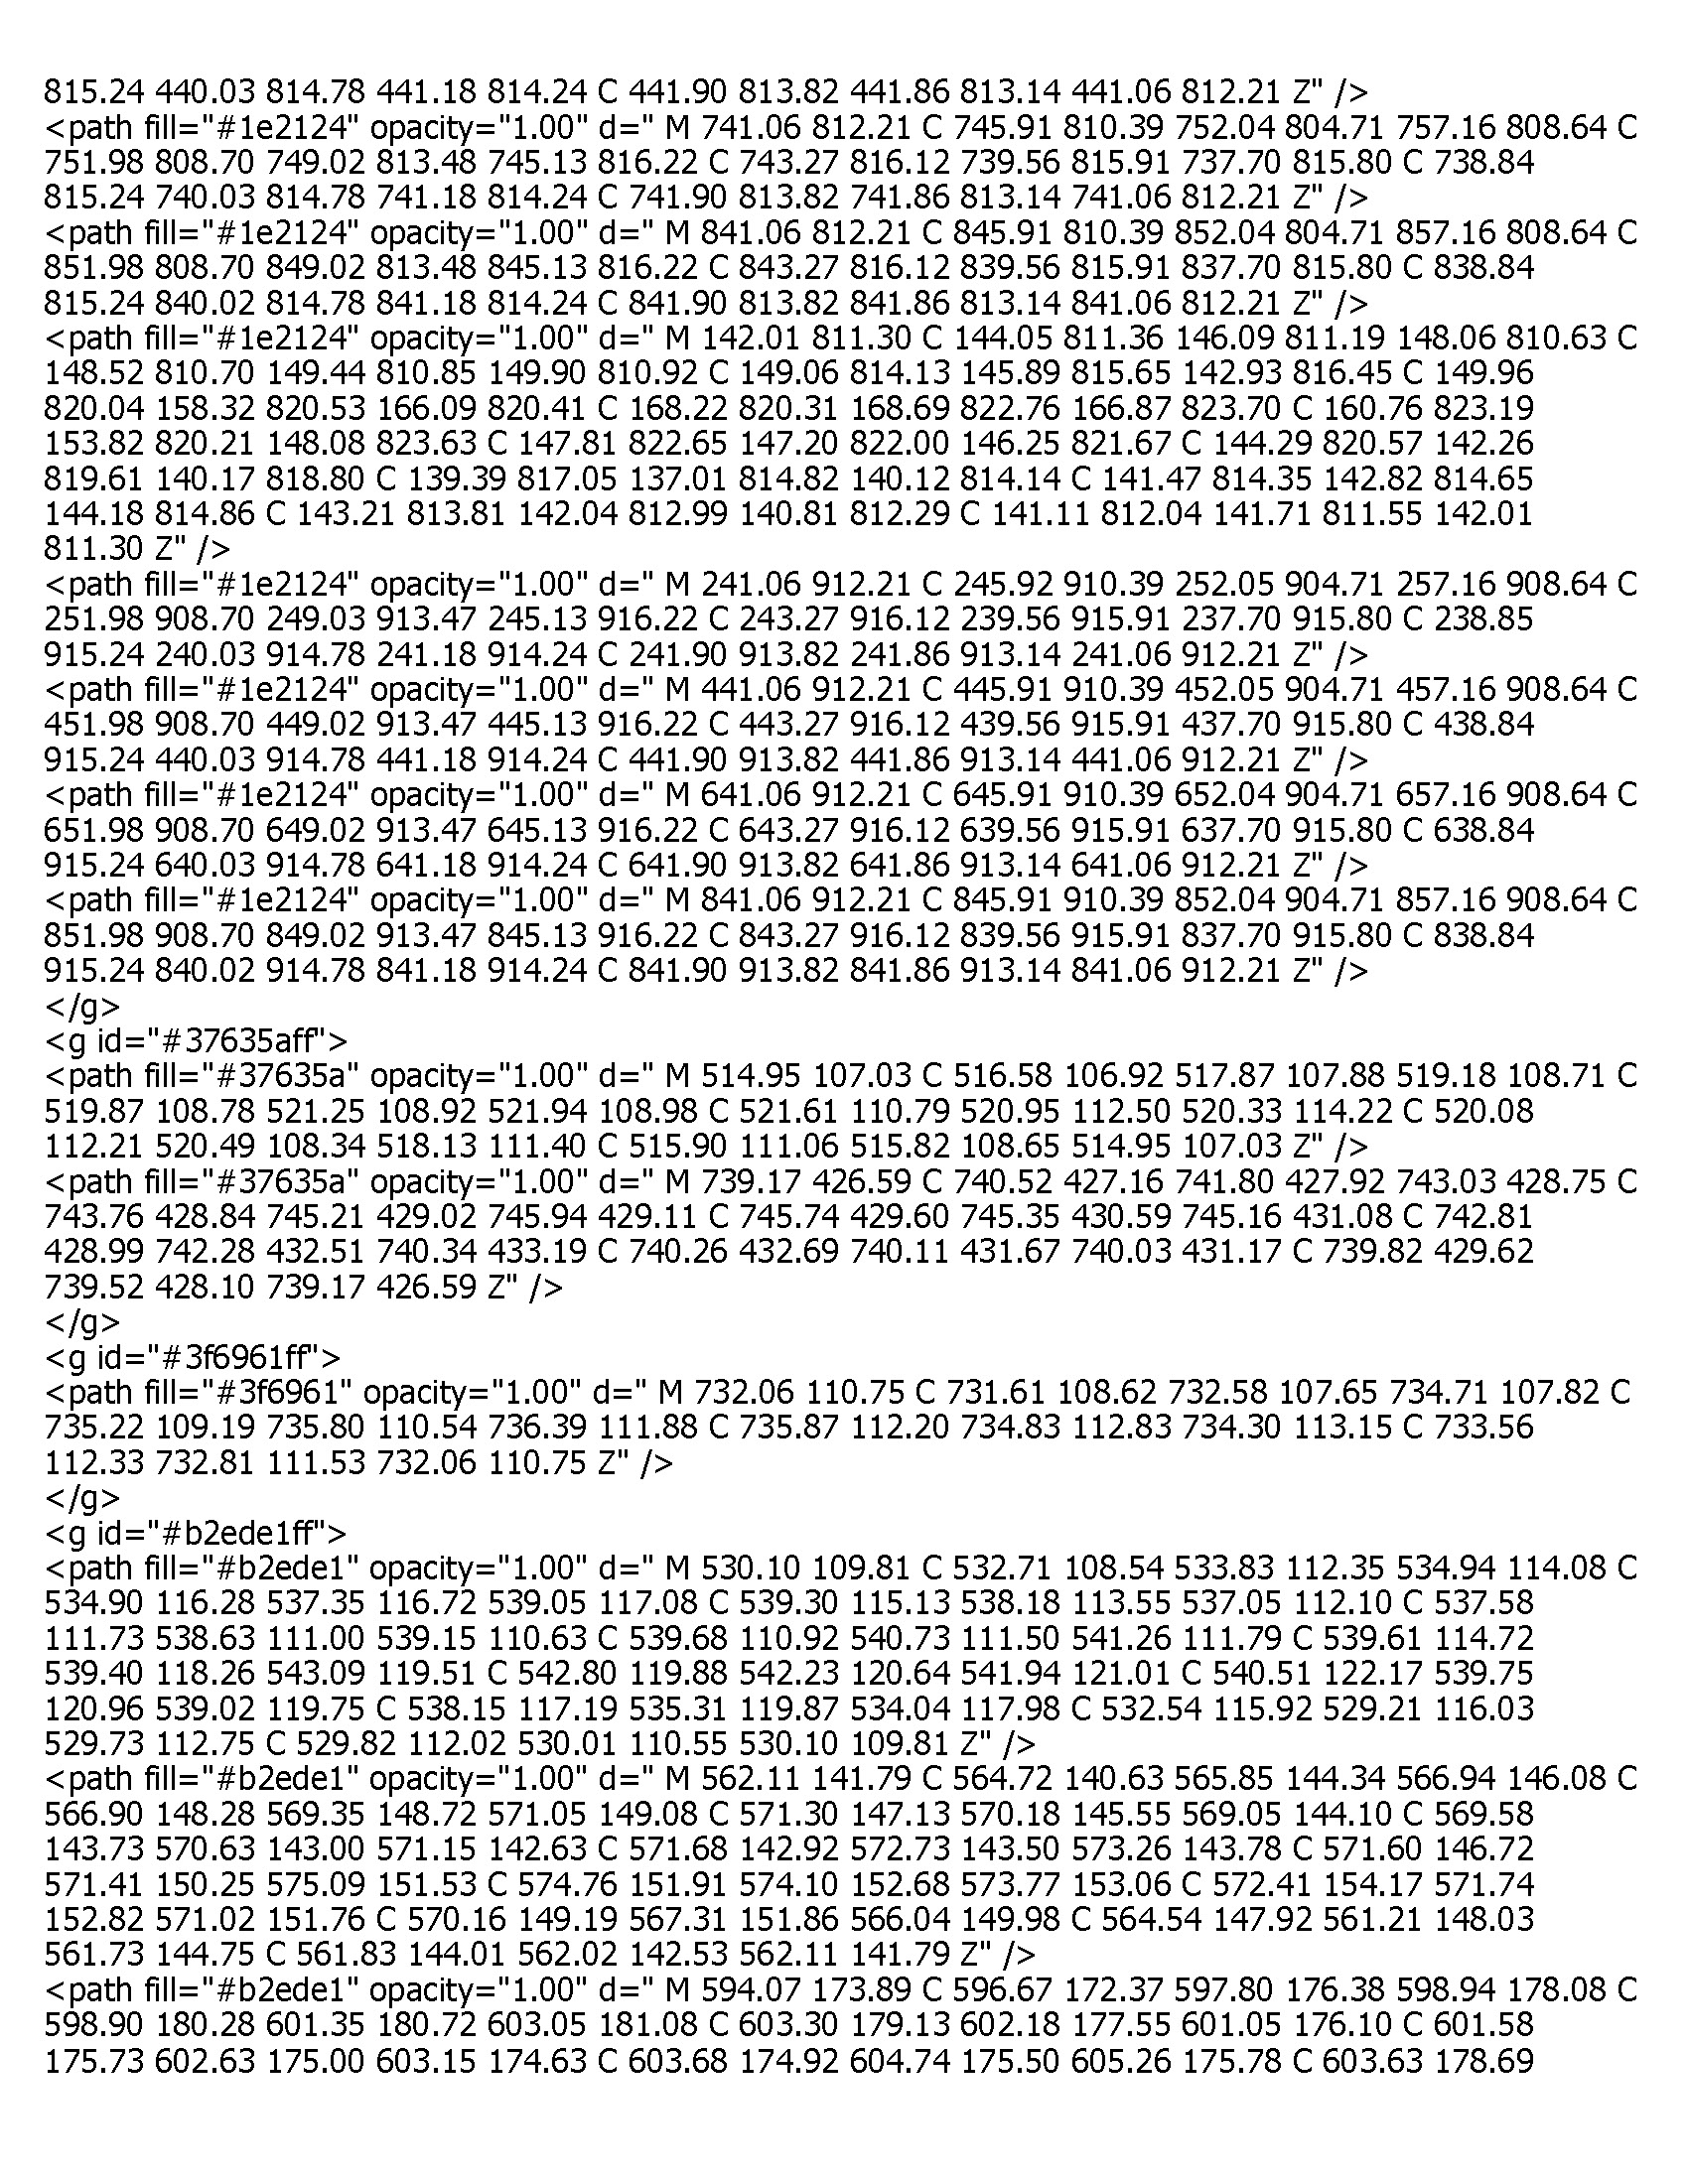 815.24 440.03 814.78 441.18 814.24 C 441.90 813.82 441.86 813.14 441.06 812.21 Z" />
<path fill="#1e2124" opacity="1.00" d=" M 741.06 812.21 C 745.91 810.39 752.04 804.71 757.16 808.64 C
751.98 808.70 749.02 813.48 745.13 816.22 C 743.27 816.12 739.56 815.91 737.70 815.80 C 738.84
815.24 740.03 814.78 741.18 814.24 C 741.90 813.82 741.86 813.14 741.06 812.21 Z" />
<path fill="#1e2124" opacity="1.00" d=" M 841.06 812.21 C 845.91 810.39 852.04 804.71 857.16 808.64 C
851.98 808.70 849.02 813.48 845.13 816.22 C 843.27 816.12 839.56 815.91 837.70 815.80 C 838.84
815.24 840.02 814.78 841.18 814.24 C 841.90 813.82 841.86 813.14 841.06 812.21 Z" />
<path fill="#1e2124" opacity="1.00" d=" M 142.01 811.30 C 144.05 811.36 146.09 811.19 148.06 810.63 C
148.52 810.70 149.44 810.85 149.90 810.92 C 149.06 814.13 145.89 815.65 142.93 816.45 C 149.96
820.04 158.32 820.53 166.09 820.41 C 168.22 820.31 168.69 822.76 166.87 823.70 C 160.76 823.19
153.82 820.21 148.08 823.63 C 147.81 822.65 147.20 822.00 146.25 821.67 C 144.29 820.57 142.26
819.61 140.17 818.80 C 139.39 817.05 137.01 814.82 140.12 814.14 C 141.47 814.35 142.82 814.65
144.18 814.86 C 143.21 813.81 142.04 812.99 140.81 812.29 C 141.11 812.04 141.71 811.55 142.01
811.30 Z" />
<path fill="#1e2124" opacity="1.00" d=" M 241.06 912.21 C 245.92 910.39 252.05 904.71 257.16 908.64 C
251.98 908.70 249.03 913.47 245.13 916.22 C 243.27 916.12 239.56 915.91 237.70 915.80 C 238.85
915.24 240.03 914.78 241.18 914.24 C 241.90 913.82 241.86 913.14 241.06 912.21 Z" />
<path fill="#1e2124" opacity="1.00" d=" M 441.06 912.21 C 445.91 910.39 452.05 904.71 457.16 908.64 C
451.98 908.70 449.02 913.47 445.13 916.22 C 443.27 916.12 439.56 915.91 437.70 915.80 C 438.84
915.24 440.03 914.78 441.18 914.24 C 441.90 913.82 441.86 913.14 441.06 912.21 Z" />
<path fill="#1e2124" opacity="1.00" d=" M 641.06 912.21 C 645.91 910.39 652.04 904.71 657.16 908.64 C
651.98 908.70 649.02 913.47 645.13 916.22 C 643.27 916.12 639.56 915.91 637.70 915.80 C 638.84
915.24 640.03 914.78 641.18 914.24 C 641.90 913.82 641.86 913.14 641.06 912.21 Z" />
<path fill="#1e2124" opacity="1.00" d=" M 841.06 912.21 C 845.91 910.39 852.04 904.71 857.16 908.64 C
851.98 908.70 849.02 913.47 845.13 916.22 C 843.27 916.12 839.56 915.91 837.70 915.80 C 838.84
915.24 840.02 914.78 841.18 914.24 C 841.90 913.82 841.86 913.14 841.06 912.21 Z" />
</g>
<g id="#37635aff">
<path fill="#37635a" opacity="1.00" d=" M 514.95 107.03 C 516.58 106.92 517.87 107.88 519.18 108.71 C
519.87 108.78 521.25 108.92 521.94 108.98 C 521.61 110.79 520.95 112.50 520.33 114.22 C 520.08
112.21 520.49 108.34 518.13 111.40 C 515.90 111.06 515.82 108.65 514.95 107.03 Z" />
<path fill="#37635a" opacity="1.00" d=" M 739.17 426.59 C 740.52 427.16 741.80 427.92 743.03 428.75 C
743.76 428.84 745.21 429.02 745.94 429.11 C 745.74 429.60 745.35 430.59 745.16 431.08 C 742.81
428.99 742.28 432.51 740.34 433.19 C 740.26 432.69 740.11 431.67 740.03 431.17 C 739.82 429.62
739.52 428.10 739.17 426.59 Z" />
</g>
<g id="#3f6961ff">
<path fill="#3f6961" opacity="1.00" d=" M 732.06 110.75 C 731.61 108.62 732.58 107.65 734.71 107.82 C
735.22 109.19 735.80 110.54 736.39 111.88 C 735.87 112.20 734.83 112.83 734.30 113.15 C 733.56
112.33 732.81 111.53 732.06 110.75 Z" />
</g>
<g id="#b2ede1ff">
<path fill="#b2ede1" opacity="1.00" d=" M 530.10 109.81 C 532.71 108.54 533.83 112.35 534.94 114.08 C
534.90 116.28 537.35 116.72 539.05 117.08 C 539.30 115.13 538.18 113.55 537.05 112.10 C 537.58
111.73 538.63 111.00 539.15 110.63 C 539.68 110.92 540.73 111.50 541.26 111.79 C 539.61 114.72
539.40 118.26 543.09 119.51 C 542.80 119.88 542.23 120.64 541.94 121.01 C 540.51 122.17 539.75
120.96 539.02 119.75 C 538.15 117.19 535.31 119.87 534.04 117.98 C 532.54 115.92 529.21 116.03
529.73 112.75 C 529.82 112.02 530.01 110.55 530.10 109.81 Z" />
<path fill="#b2ede1" opacity="1.00" d=" M 562.11 141.79 C 564.72 140.63 565.85 144.34 566.94 146.08 C
566.90 148.28 569.35 148.72 571.05 149.08 C 571.30 147.13 570.18 145.55 569.05 144.10 C 569.58
143.73 570.63 143.00 571.15 142.63 C 571.68 142.92 572.73 143.50 573.26 143.78 C 571.60 146.72
571.41 150.25 575.09 151.53 C 574.76 151.91 574.10 152.68 573.77 153.06 C 572.41 154.17 571.74
152.82 571.02 151.76 C 570.16 149.19 567.31 151.86 566.04 149.98 C 564.54 147.92 561.21 148.03
561.73 144.75 C 561.83 144.01 562.02 142.53 562.11 141.79 Z" />
<path fill="#b2ede1" opacity="1.00" d=" M 594.07 173.89 C 596.67 172.37 597.80 176.38 598.94 178.08 C
598.90 180.28 601.35 180.72 603.05 181.08 C 603.30 179.13 602.18 177.55 601.05 176.10 C 601.58
175.73 602.63 175.00 603.15 174.63 C 603.68 174.92 604.74 175.50 605.26 175.78 C 603.63 178.69